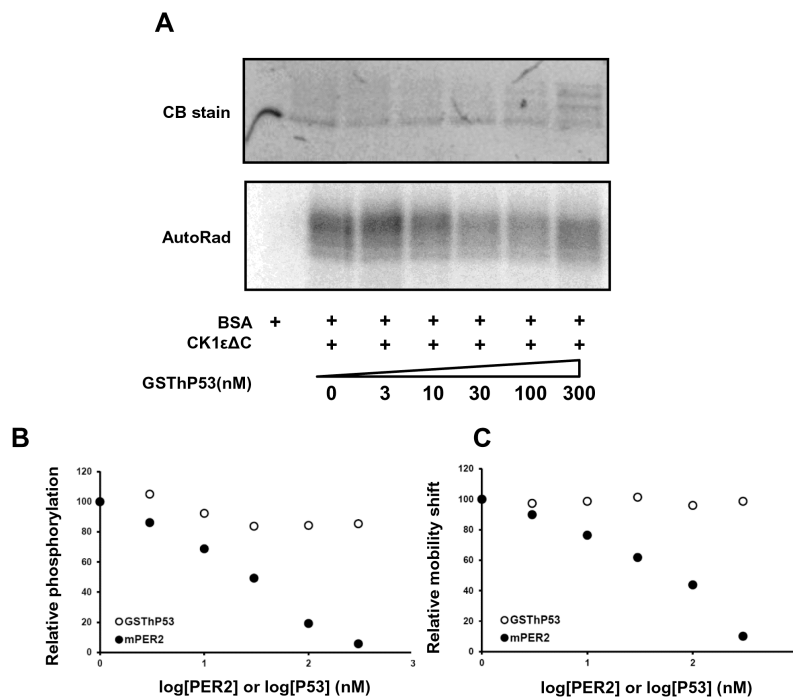 A
CB stain
AutoRad
BSA + + + + + + +
CK1εΔC + + + + + +
GSThP53(nM)
0 3 10 30 100 300
B
Relative phosphorylation
120
100
80
60
40
20
0
0 1 2 3
GSThP53
mPER2
log[PER2] or log[P53] (nM)
C
Relative mobility shift
120
100
80
60
40
20
0
0 1 2
GSThP53
mPER2
log[PER2] or log[P53] (nM)